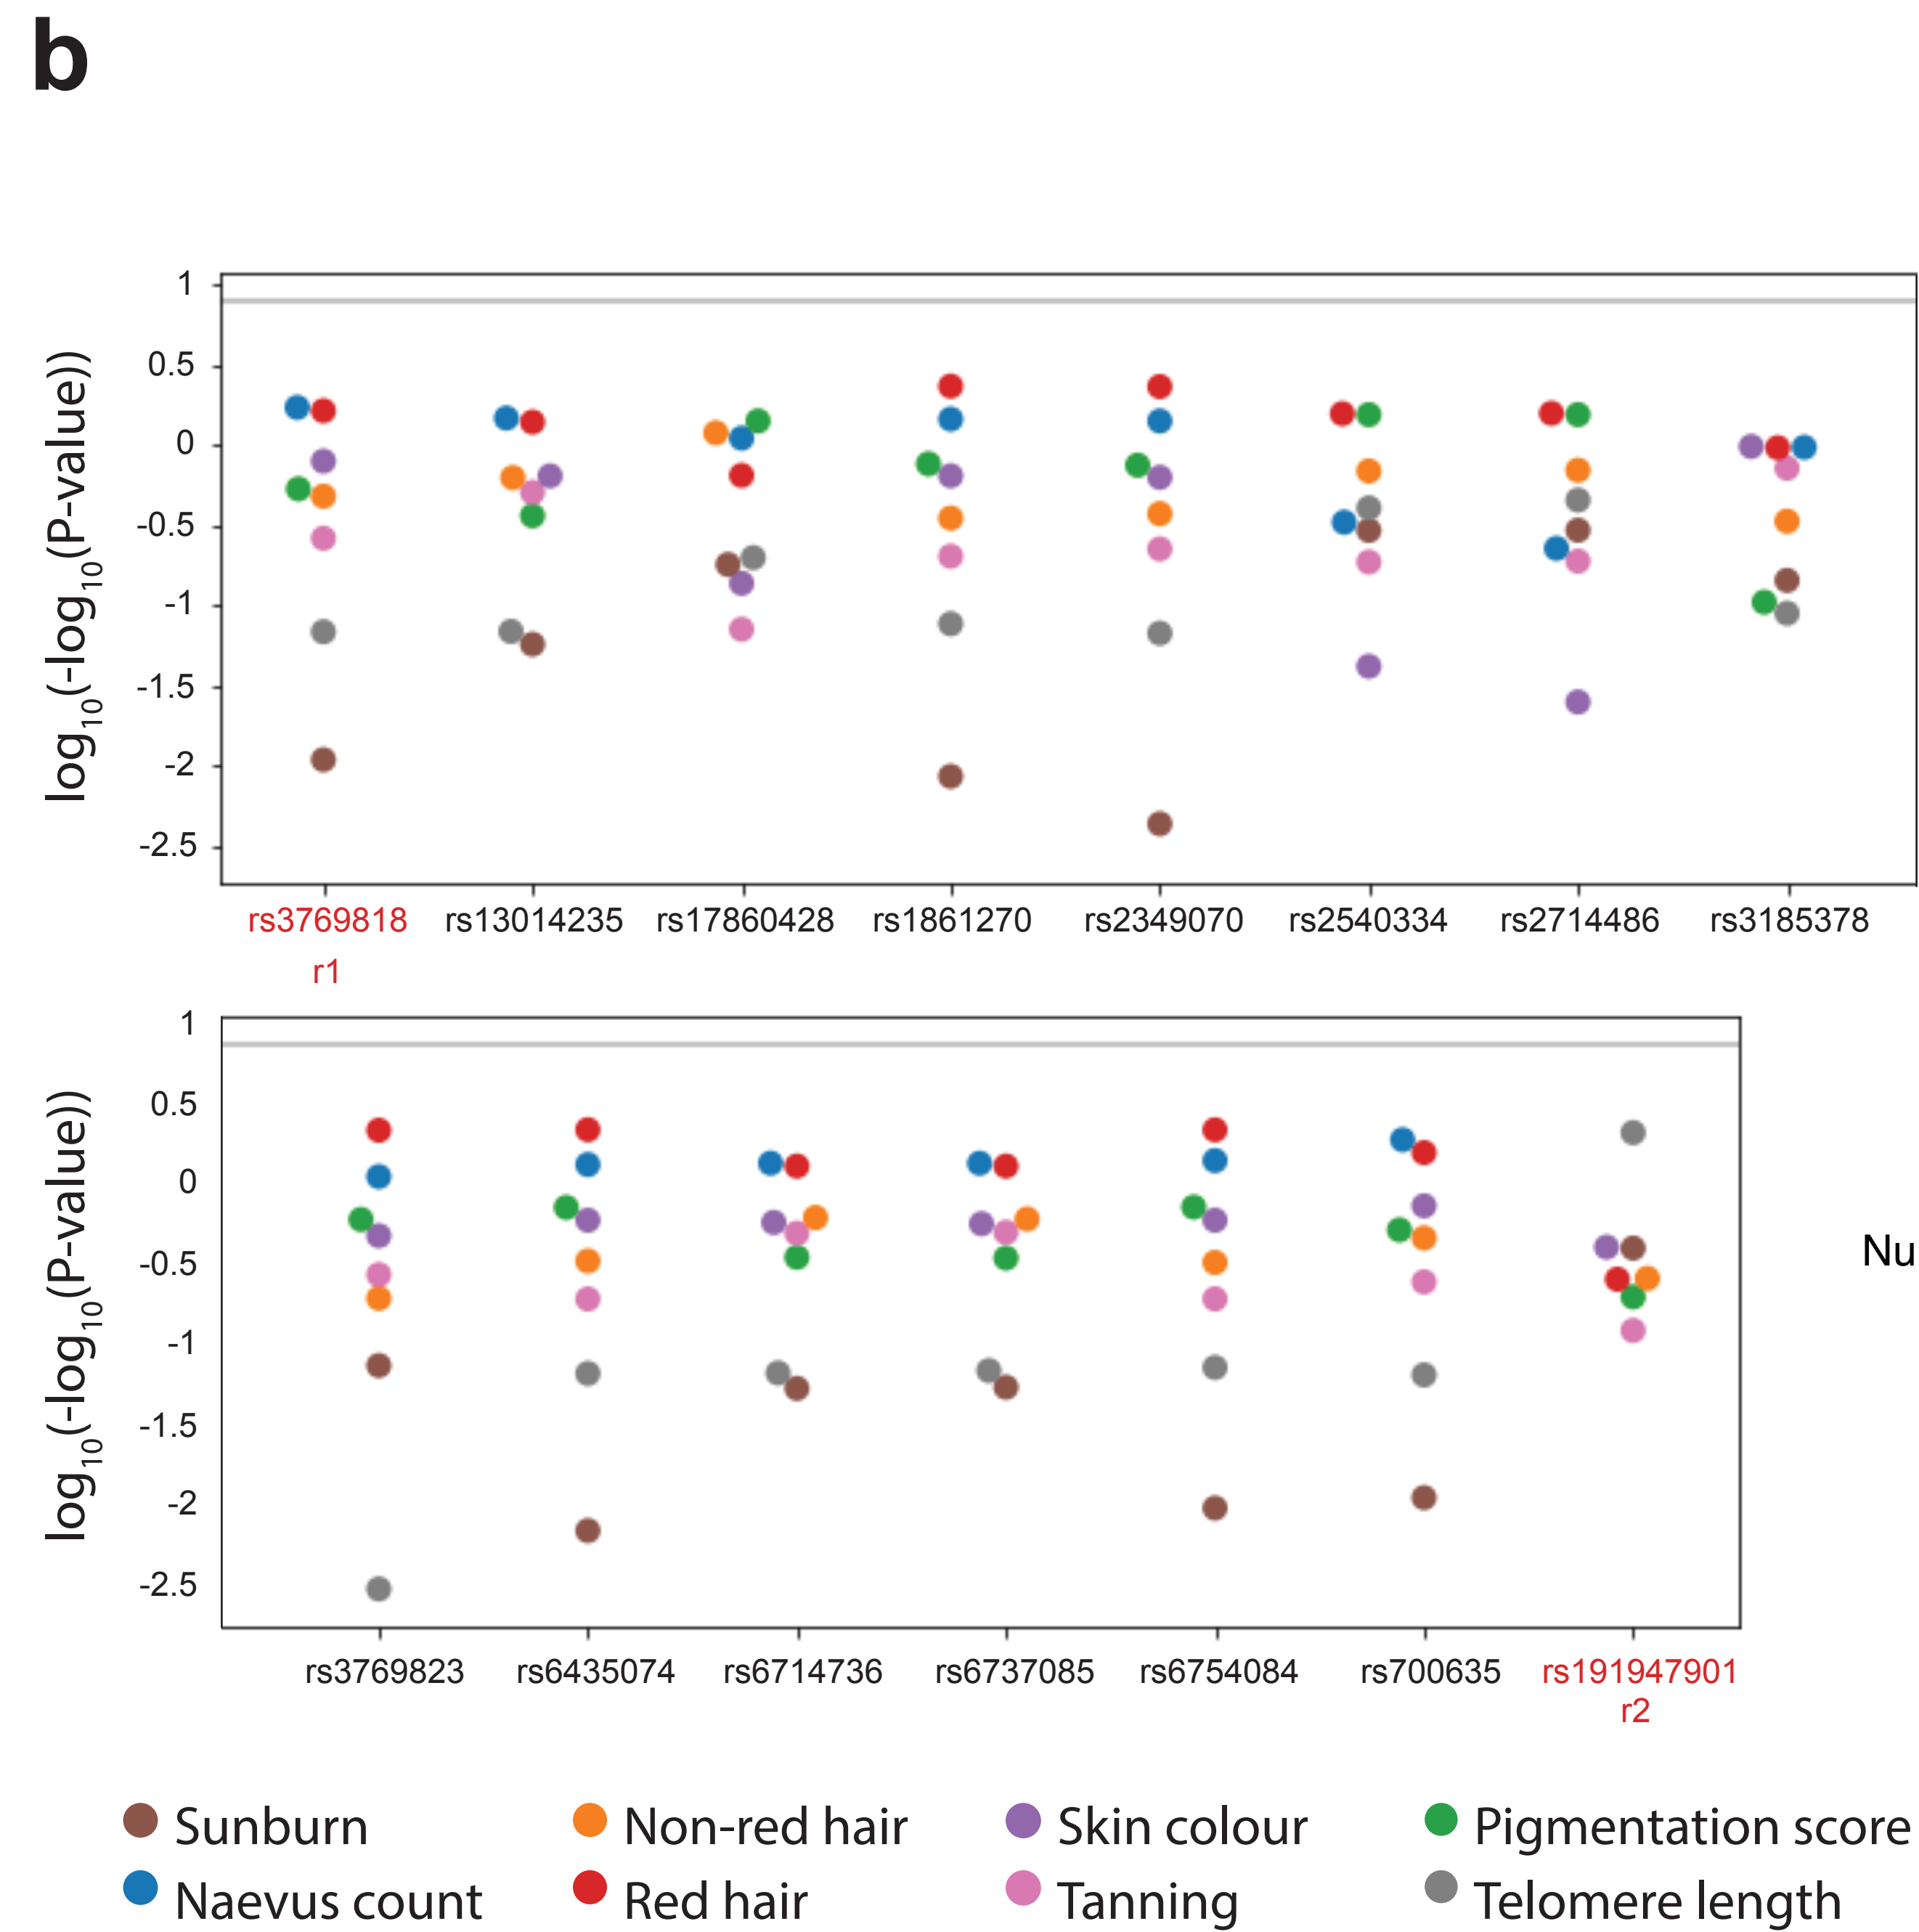 b
log10(-log10(P-value))
1
0.5
0
-0.5
-1
-1.5
-2
-2.5
rs3769818 rs13014235 rs17860428 rs1861270 rs2349070 rs2540334 rs2714486 rs3185378
r1
log10(-log10(P-value))
1
0.5
0
-0.5
-1
-1.5
-2
-2.5
Nu
rs3769823 rs6435074 rs6714736 rs6737085 rs6754084 rs700635 rs191947901
r2
Sunburn Non-red hair Skin colour Pigmentation score
Naevus count Red hair Tanning Telomere length